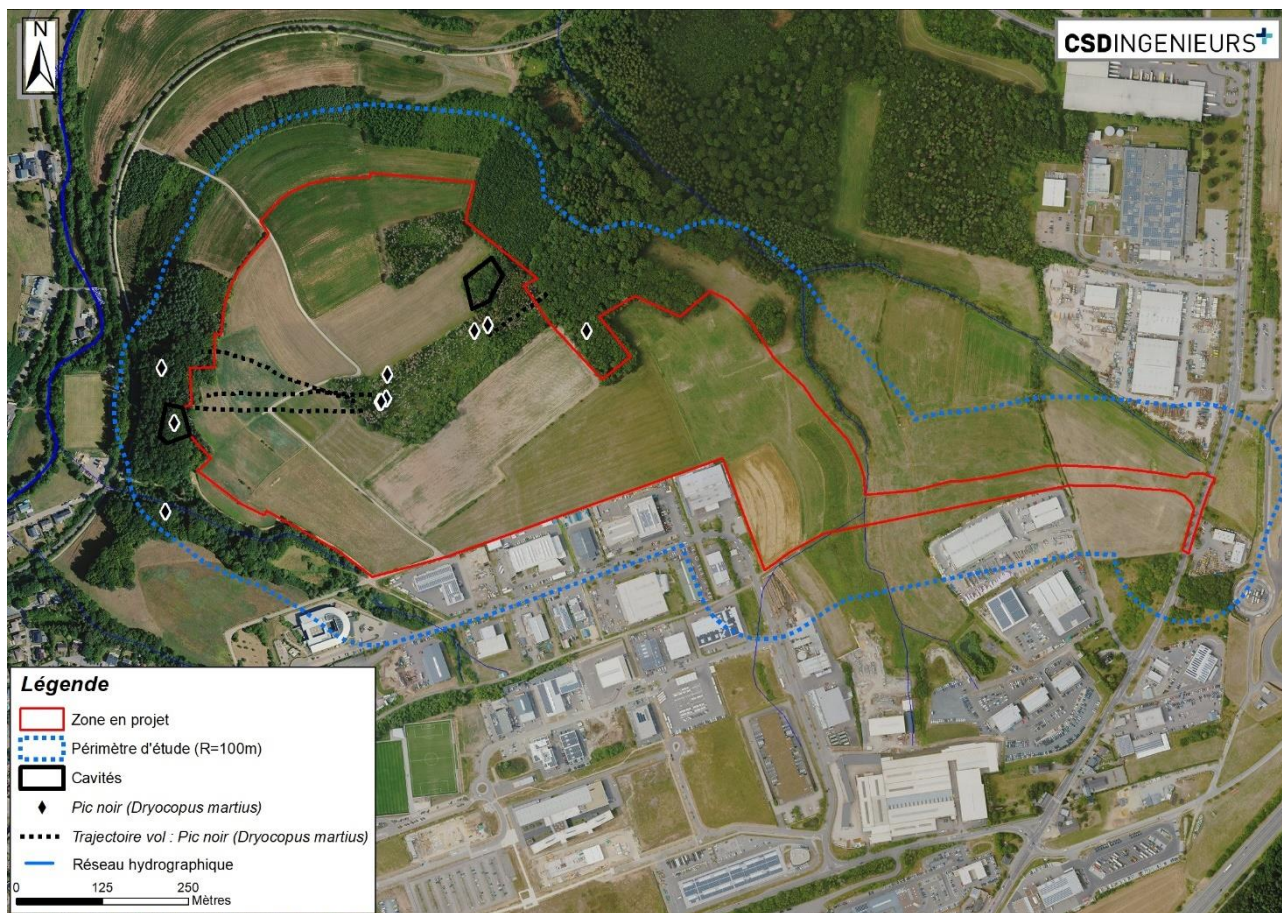 N
CSDINGENIEURS+
Légende
Zone en projet
Périmètre d'étude (R=100m)
Cavités
Pic noir (Dryocopus martius)
Trajectoire vol : Pic noir (Dryocopus martius)
Réseau hydrographique
0 125 250
Mètres